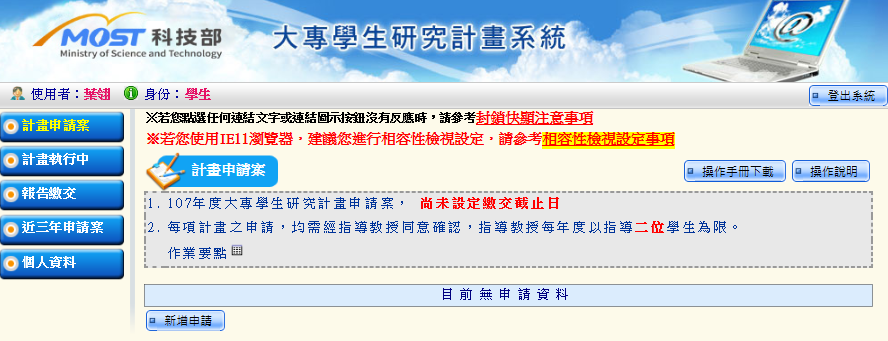 MOST 科技部
Ministry of Science and Technology
大專學生研究計畫系統
使用者：葉翎 身份：學生
登出系統
計畫申請案
計畫執行中
報告繳交
近三年申請案
個人資料
※若您點選任何連結文字或連結圖示按鈕沒有反應時，請參考封鎖快顯注意事項
※若您使用IE11瀏覽器，建議您進行相容性檢視設定，請參考相容性檢視設定事項
計畫申請案
操作手冊下載 操作說明
1. 107年度大專學生研究計畫申請案， 尚未設定繳交截止日
2. 每項計畫之申請，均需經指導教授同意確認，指導教授每年度以指導二位學生為限。
作業要點
目前無申請資料
新增申請